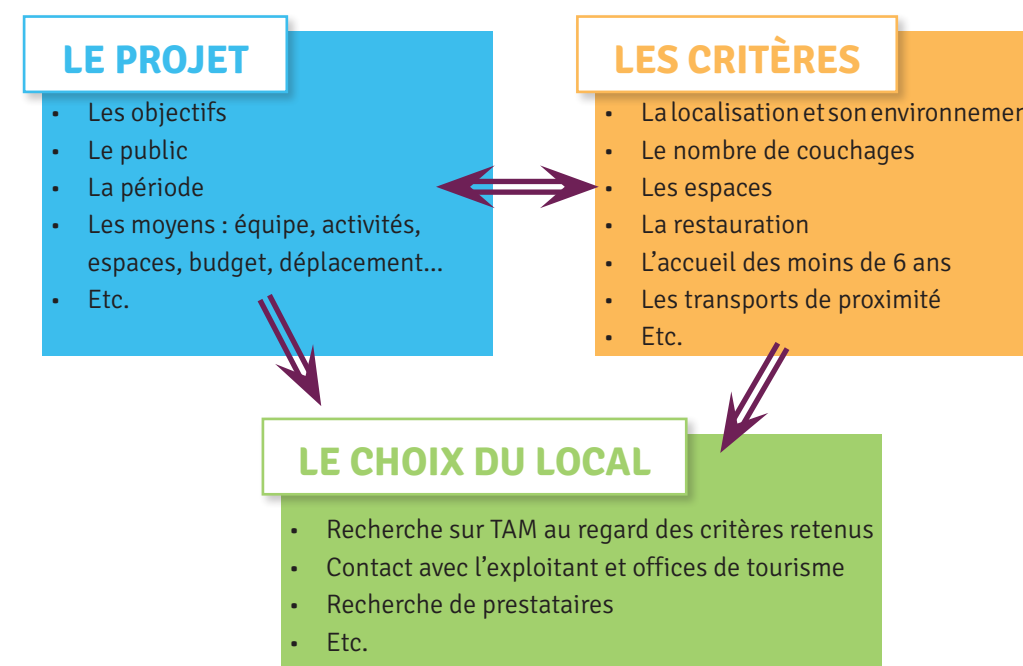 LE PROJET
• Les objectifs
• Le public
• La période
• Les moyens : équipe, activités,
espaces, budget, déplacement...
• Etc.
LES CRITÈRES
• La localisation et son environnemen
• Le nombre de couchages
• Les espaces
• La restauration
• L'accueil des moins de 6 ans
• Les transports de proximité
• Etc.
LE CHOIX DU LOCAL
• Recherche sur TAM au regard des critères retenus
• Contact avec l'exploitant et offices de tourisme
• Recherche de prestataires
• Etc.